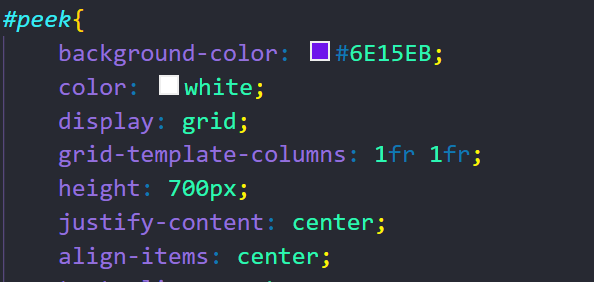 #peek{
background-color: #6E15EB;
color: white;
display: grid;
grid-template-columns: 1fr 1fr;
height: 700px;
justify-content: center;
align-items: center;